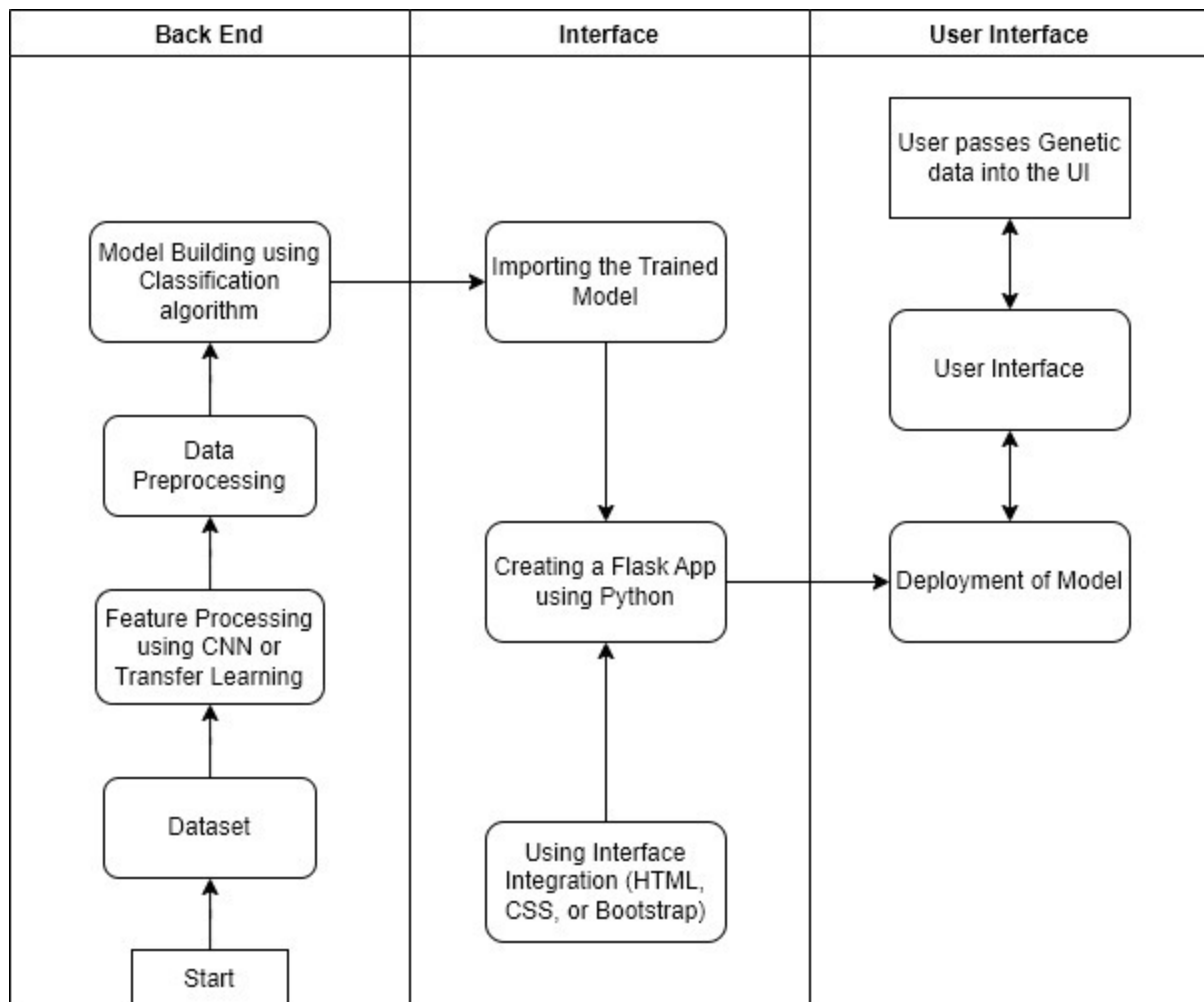 Back End
Interface
User Interface
User passes Genetic
data into the UI
Model Building using
Classification
algorithm
Importing the Trained
Model
User Interface
Data
Preprocessing
Creating a Flask App
using Python
Deployment of Model
Feature Processing
using CNN or
Transfer Learning
Dataset
Using Interface
Integration (HTML,
CSS, or Bootstrap)
Start